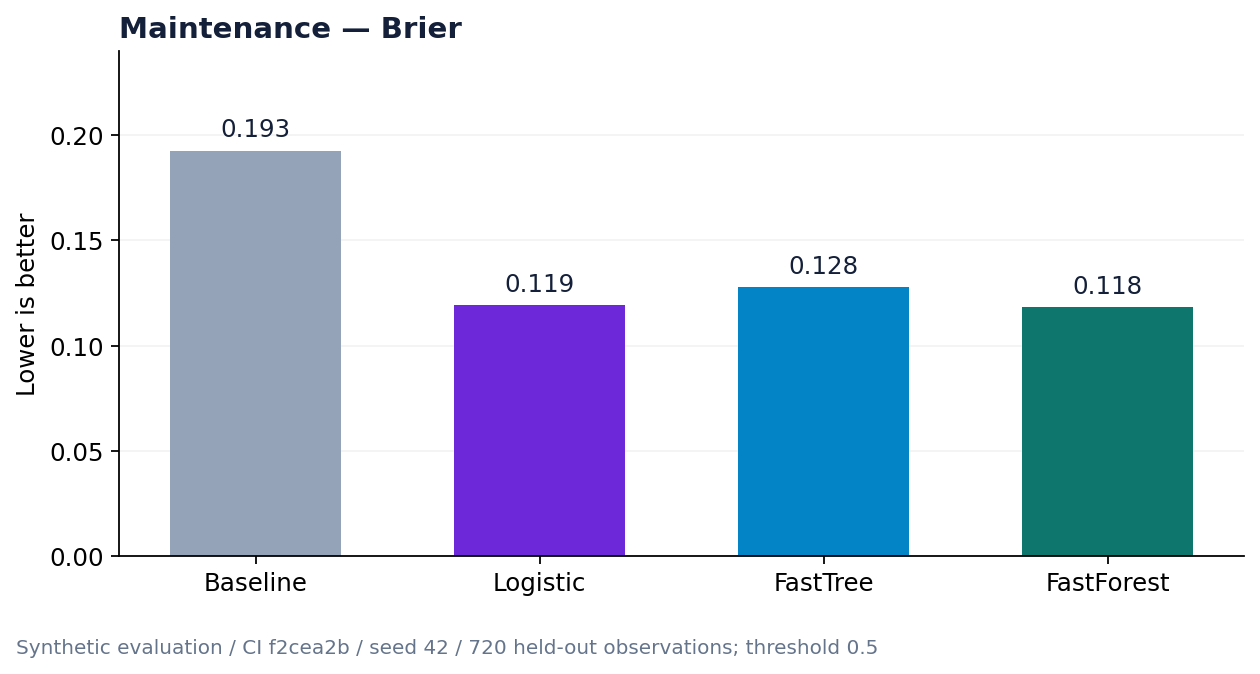 Maintenance — Brier
Lower is better
0.20
0.15
0.10
0.05
0.00
0.193
0.119
0.128
0.118
Baseline
Logistic
FastTree
FastForest
Synthetic evaluation / CI f2cea2b / seed 42 / 720 held-out observations; threshold 0.5